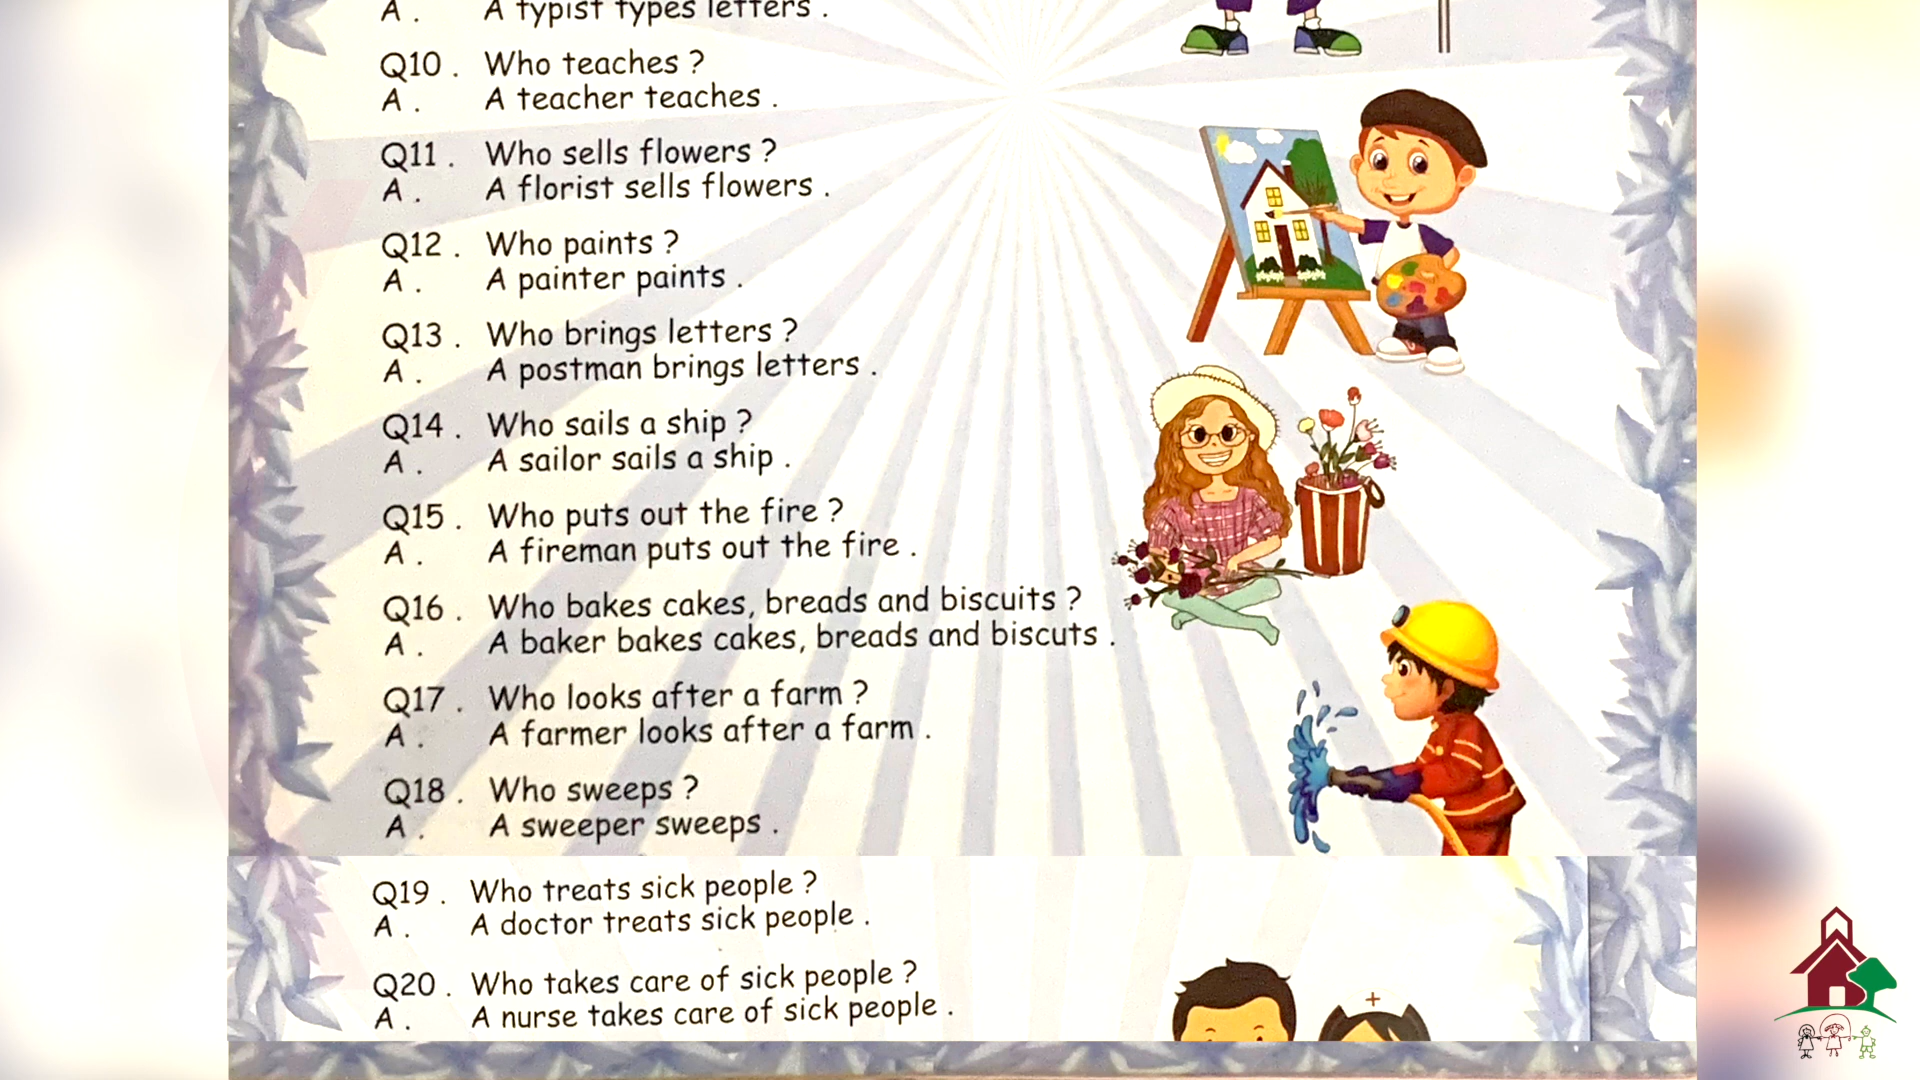 A . A typist types letters .
Q10 . Who teaches ?
A . A teacher teaches .
Q11 . Who sells flowers ?
A . A florist sells flowers .
Q12 . Who paints ?
A . A painter paints .
Q13 . Who brings letters ?
A . A postman brings letters .
Q14 . Who sails a ship ?
A . A sailor sails a ship .
Q15 . Who puts out the fire ?
A . A fireman puts out the fire .
Q16 . Who bakes cakes, breads and biscuits ?
A . A baker bakes cakes, breads and biscuts .
Q17 . Who looks after a farm ?
A . A farmer looks after a farm .
Q18 . Who sweeps ?
A . A sweeper sweeps .
Q19 . Who treats sick people ?
A . A doctor treats sick people .
Q20 . Who takes care of sick people ?
A . A nurse takes care of sick people .